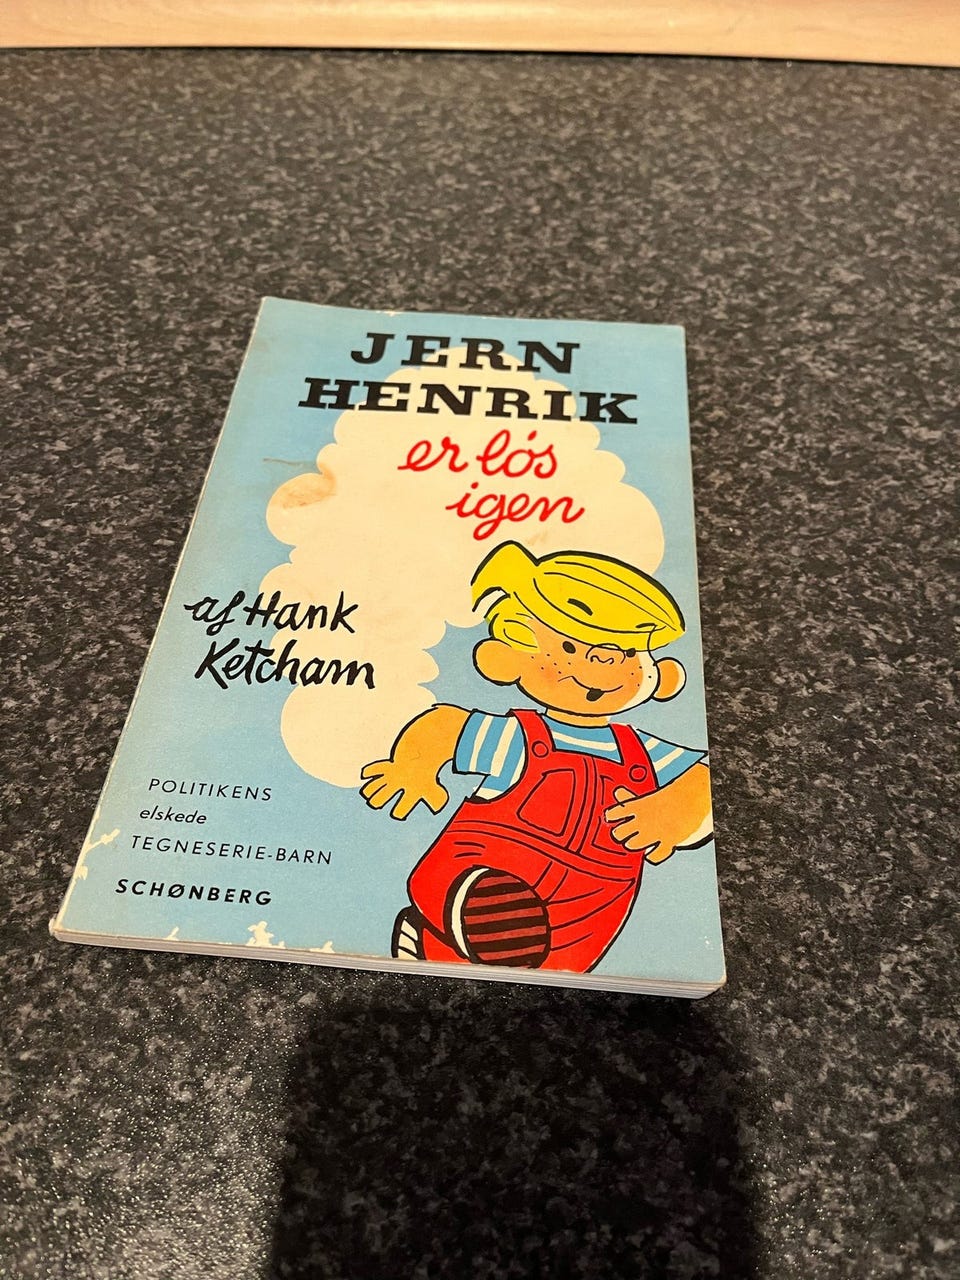 JERN
HENRIK
er løs
igen
af Hank
Ketcham
POLITIKENS
elskede
TEGNESERIE-BARN
SCHØNBERG